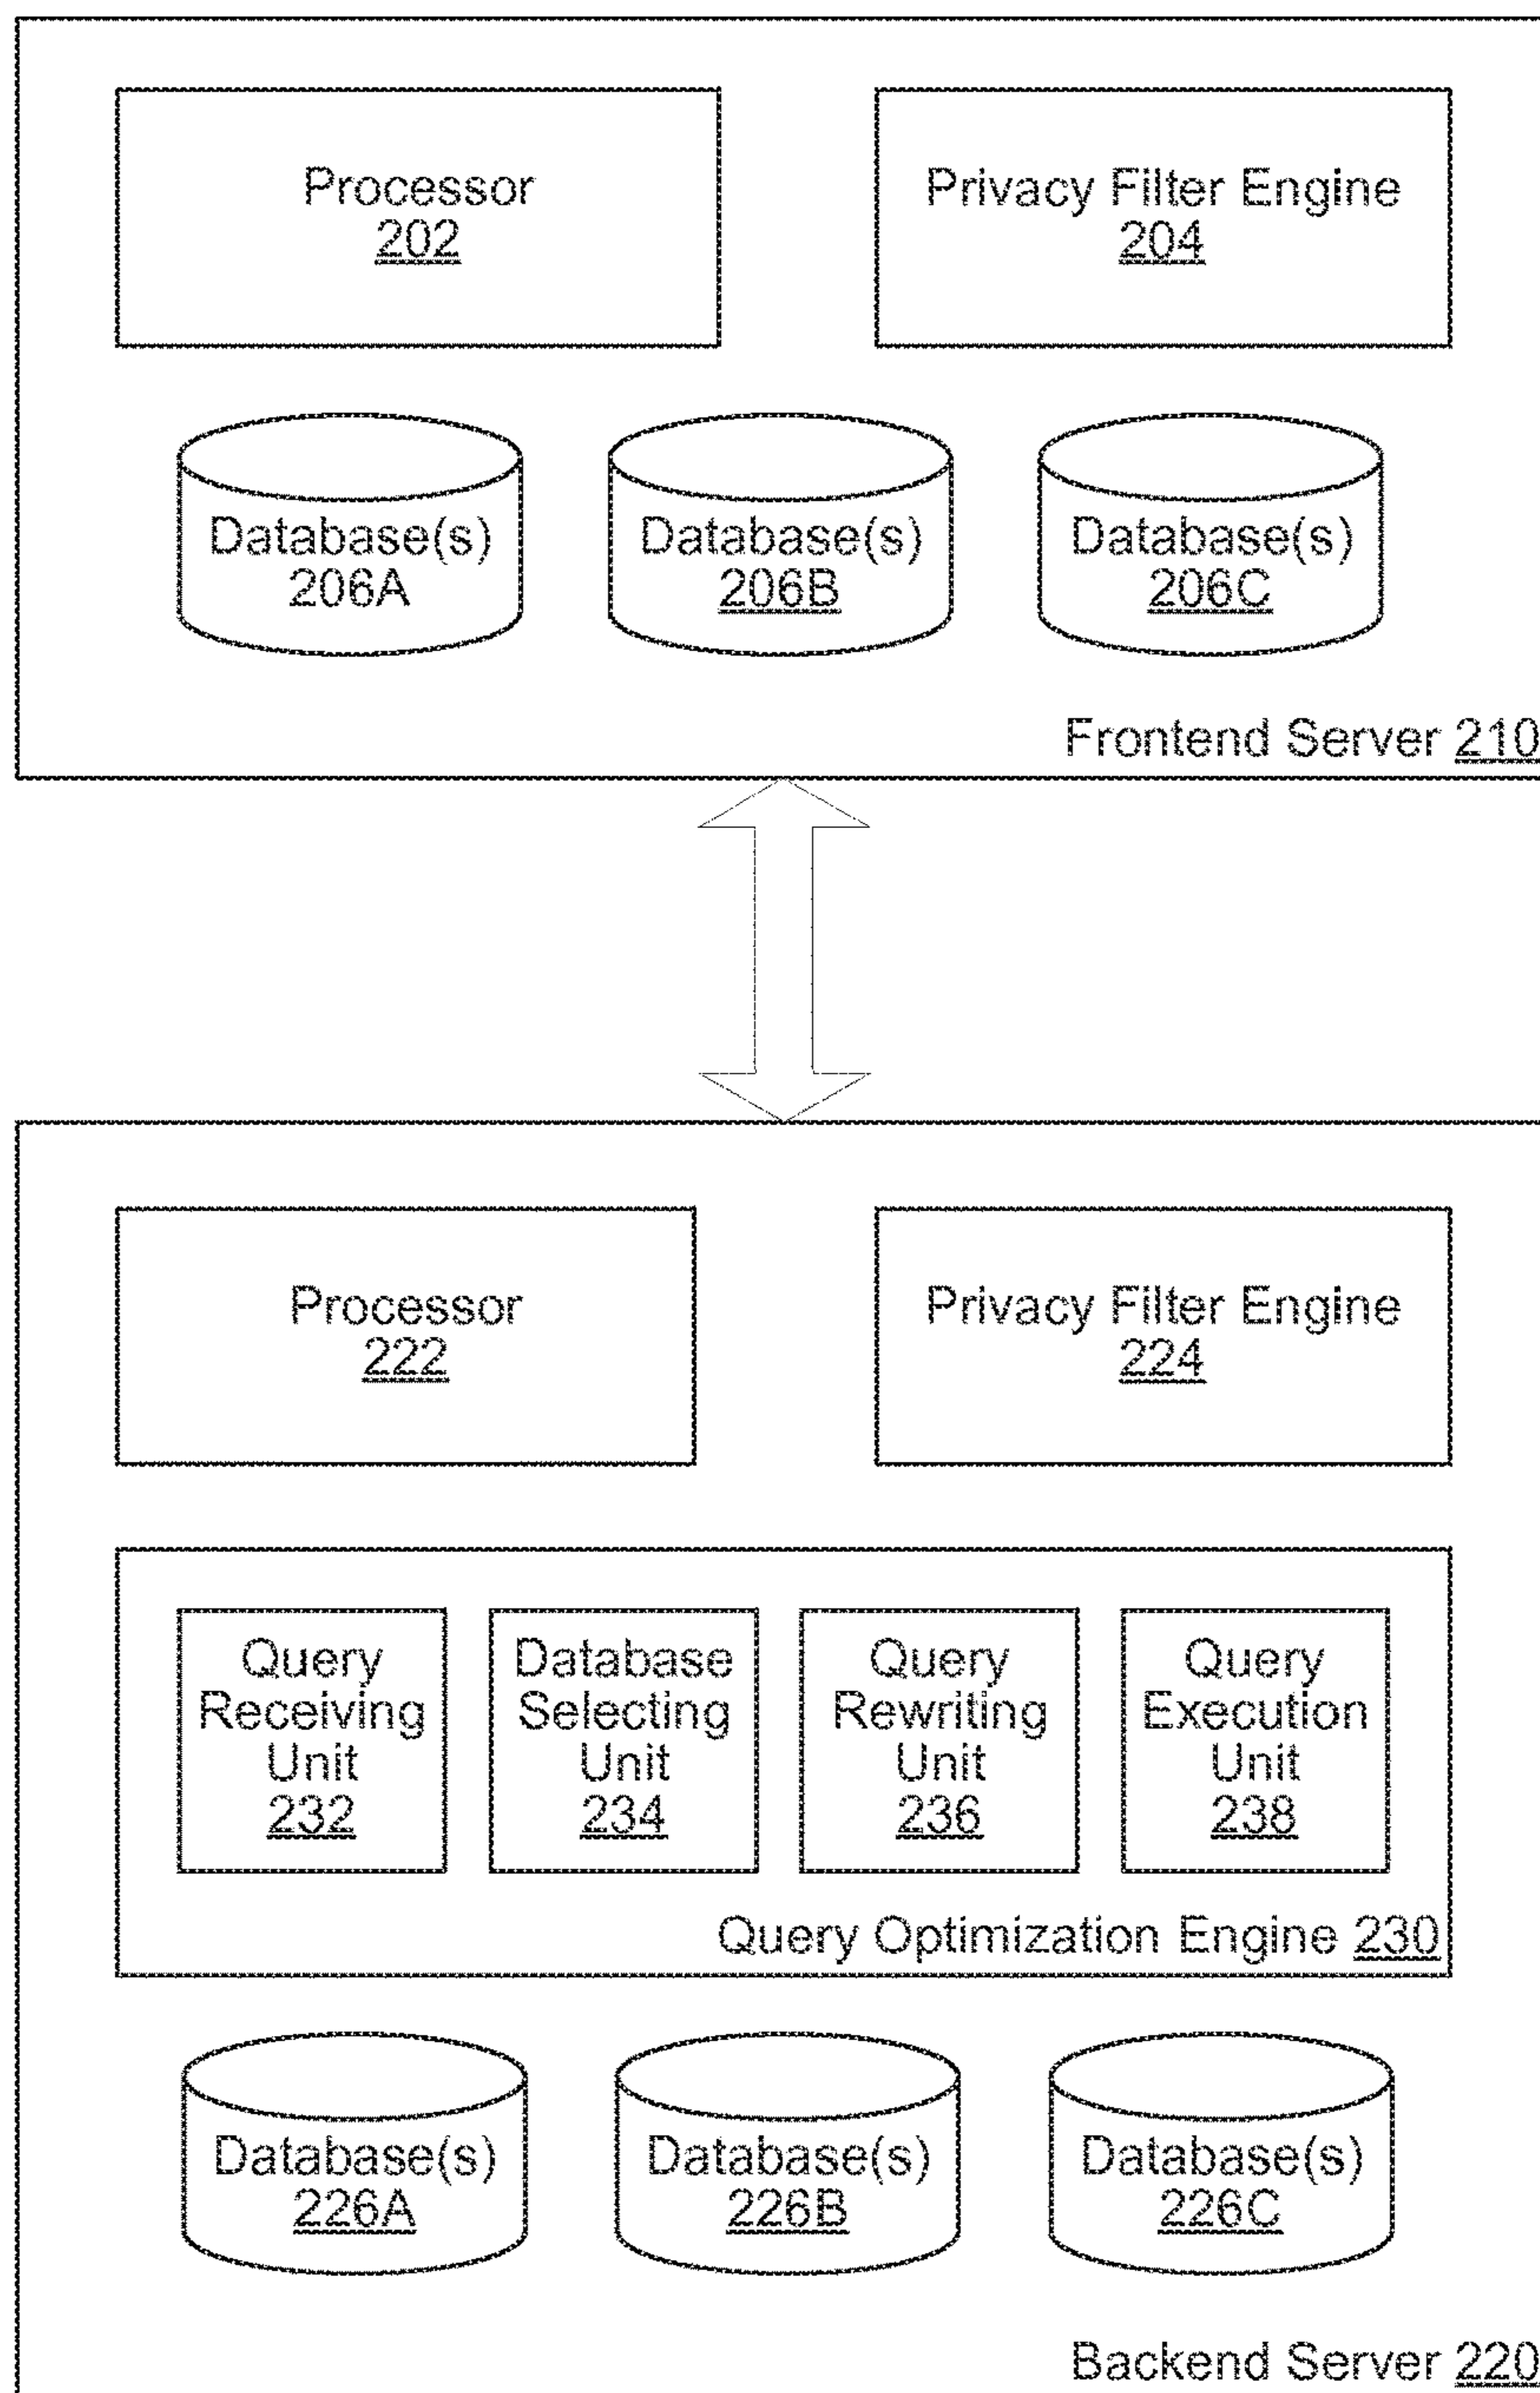 Processor
202
Privacy Filter Engine
204
Database(s)
206A
Database(s)
206B
Database(s)
206C
Frontend Server 210
Processor
222
Privacy Filter Engine
224
Query
Receiving
Unit
232
Database
Selecting
Unit
234
Query
Rewriting
Unit
236
Query
Execution
Unit
238
Query Optimization Engine 230
Database(s)
226A
Database(s)
226B
Database(s)
226C
Backend Server 220